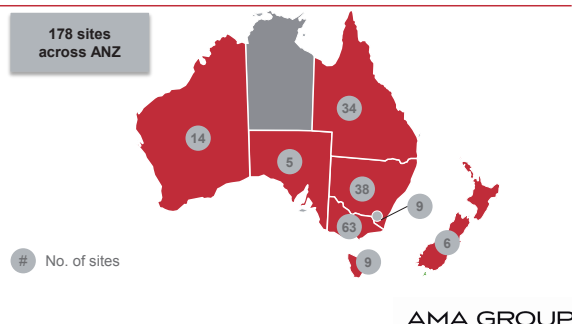 178 sites
across ANZ
34
14
5
38
9
63
6
9
# No. of sites
AMA GROUP